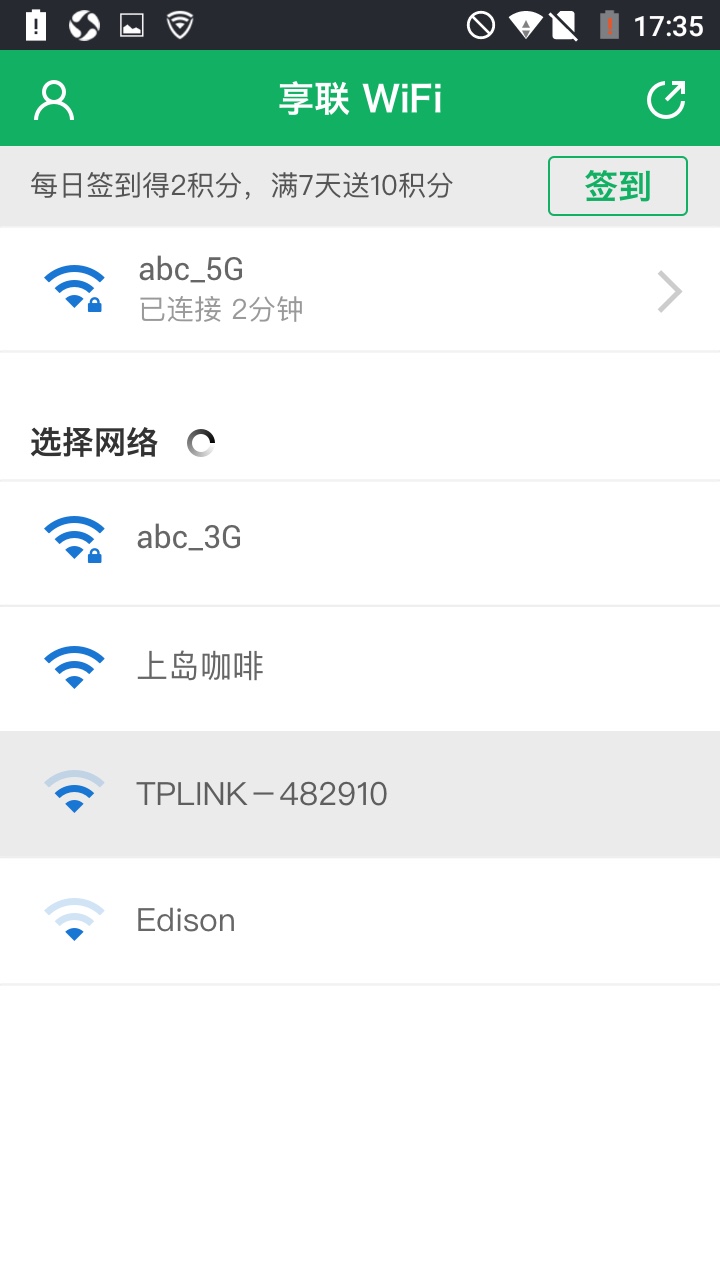 17:35
享联 WiFi
每日签到得2积分，满7天送10积分
签到
abc_5G
已连接 2分钟
选择网络
abc_3G
上岛咖啡
TPLINK－482910
Edison